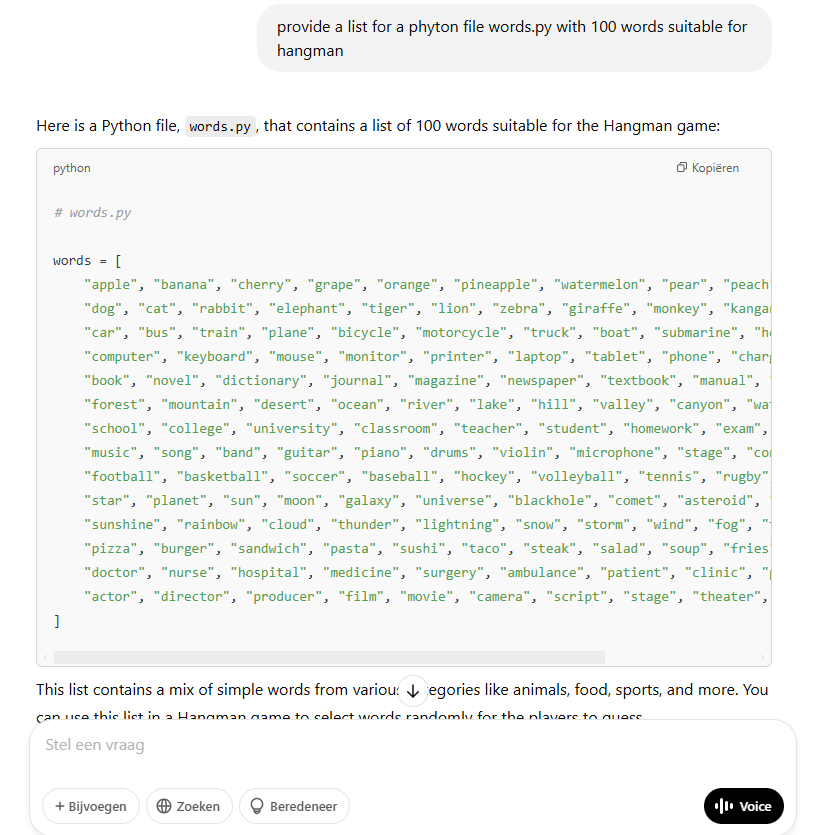 provide a list for a phyton file words.py with 100 words suitable for
hangman
Here is a Python file, words.py, that contains a list of 100 words suitable for the Hangman game:
python
Kopiëren
# words.py
words = [
"apple", "banana", "cherry", "grape", "orange", "pineapple", "watermelon", "pear", "peach
"dog", "cat", "rabbit", "elephant", "tiger", "lion", "zebra", "giraffe", "monkey",
"car", "bus", "train", "plane", "bicycle", "motorcycle", "truck", "boat", "submarine",
"computer", "keyboard", "mouse", "monitor", "printer", "laptop", "tablet", "phone",
"book", "novel", "dictionary", "journal", "magazine", "newspaper", "textbook", "manual",
"forest", "mountain", "desert", "ocean", "river", "lake", "hill", "valley", "canyon",
"school", "college", "university", "classroom", "teacher", "student", "homework", "exam",
"music", "song", "band", "guitar", "piano", "drums", "violin", "microphone", "stage",
"football", "basketball", "soccer", "baseball", "hockey", "volleyball", "tennis", "rugby
"star", "planet", "sun", "moon", "galaxy", "universe", "blackhole", "comet", "asteroid",
"sunshine", "rainbow", "cloud", "thunder", "lightning", "snow", "storm", "wind", "fog",
"pizza", "burger", "sandwich", "pasta", "sushi", "taco", "steak", "salad", "soup", "fries"
"doctor", "nurse", "hospital", "medicine", "surgery", "ambulance", "patient", "clinic",
"actor", "director", "producer", "film", "movie", "camera", "script", "stage", "theater",
]
This list contains a mix of simple words from various like animals, food, sports, and more. You
can use this list in a Hangman game to select words randomly for the players to guess.
Stel een vraag
+ Bijvoegen
Zoeken
Beredeneer
Voice